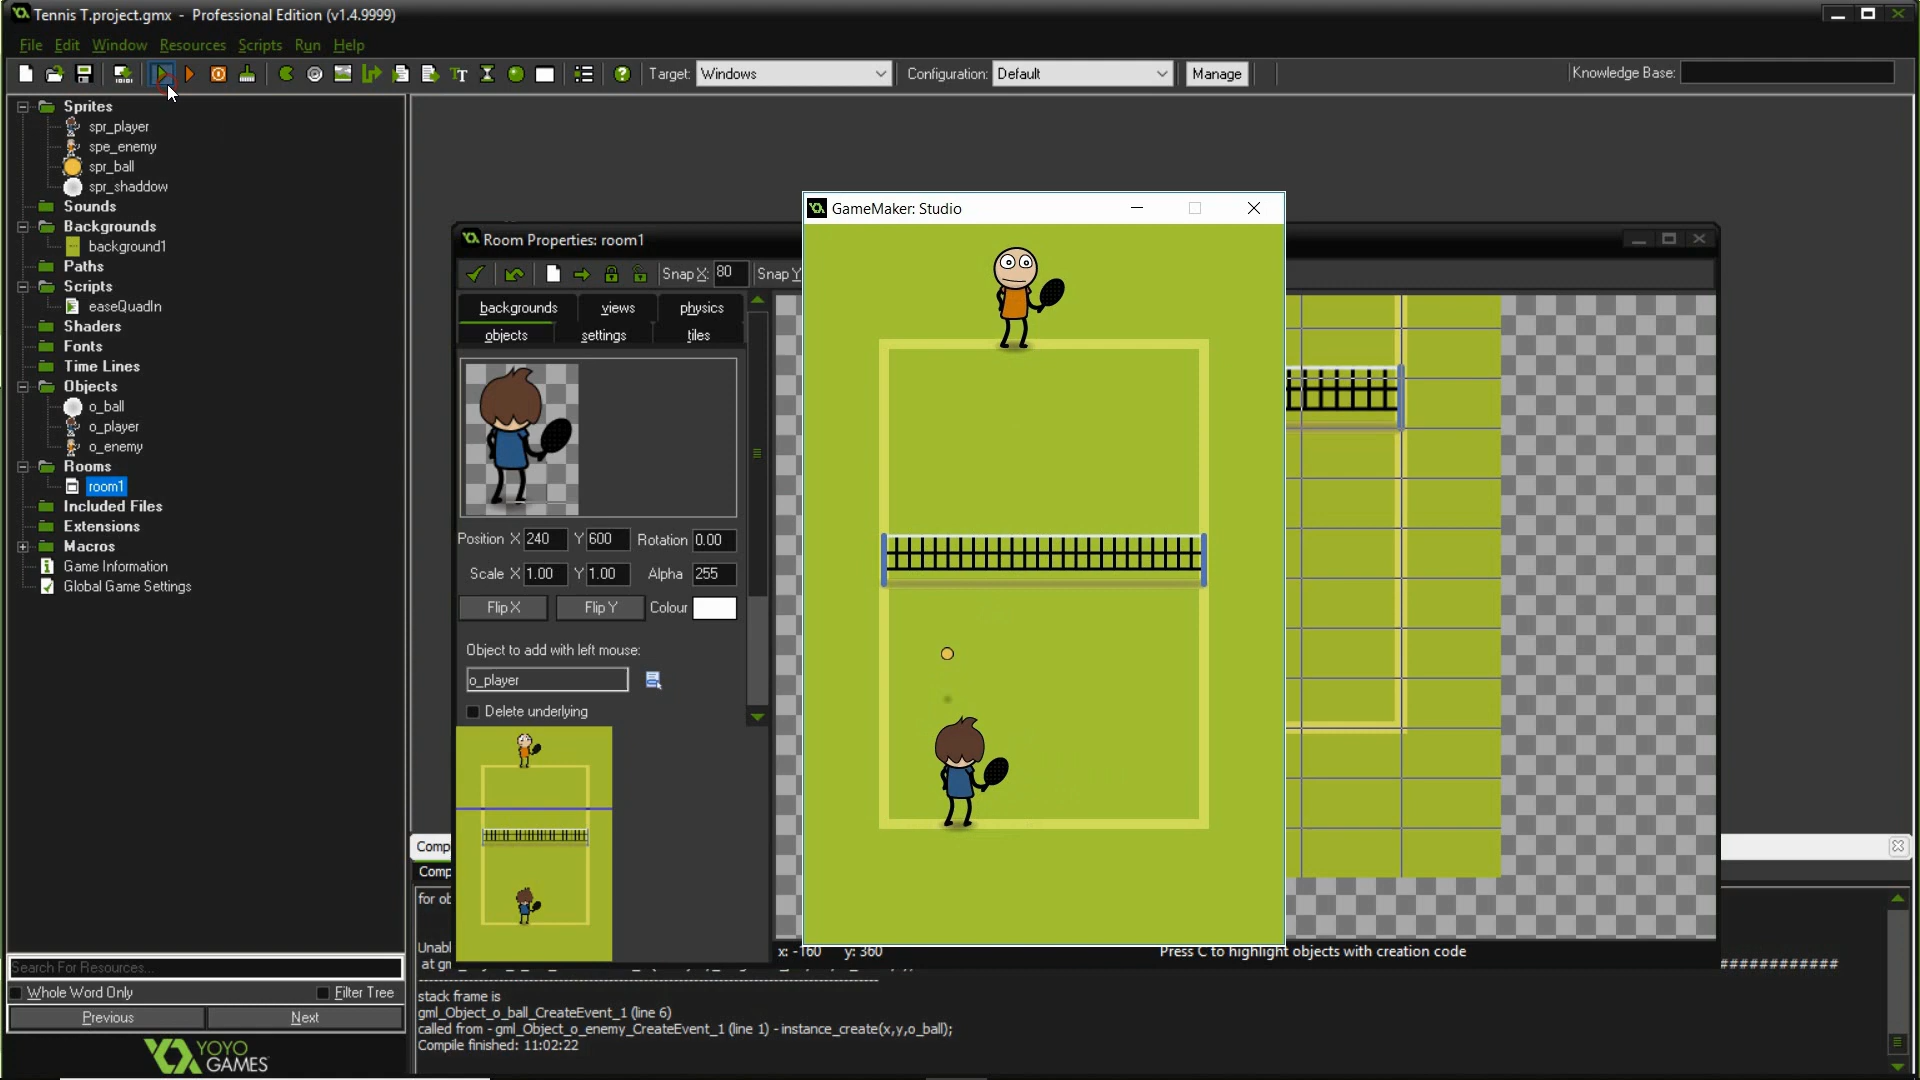 Tennis T.project.gmx - Professional Edition (v1.4.9999)
File Edit Window Resources Scripts Run Help
Target: Windows Configuration: Default Manage Knowledge Base:
Sprites
spr_player
spe_enemy
spr_ball
spr_shaddow
Sounds
Backgrounds
background1
Paths
Scripts
easeQuadIn
Shaders
Fonts
Time Lines
Objects
o_ball
o_player
o_enemy
Rooms
room1
Included Files
Extensions
Macros
Game Information
Global Game Settings
Search For Resources...
Whole Word Only Filter Tree
Previous Next
YOYO
GAMES
Room Properties: room1
Snap X: 80 Snap Y
backgrounds views physics
objects settings tiles
Position X 240 Y 600 Rotation 0.00
Scale X 1.00 Y 1.00 Alpha 255
Flip X Flip Y Colour
Object to add with left mouse:
o_player
Delete underlying
GameMaker: Studio
x: -160 y: 360 Press C to highlight objects with creation code
Comp
Comp
for ob
Unabl
at gm
############
--------------------------------------------------------------------------------------------
stack frame is
gml_Object_o_ball_CreateEvent_1 (line 6)
called from - gml_Object_o_enemy_CreateEvent_1 (line 1) - instance_create(x,y,o_ball);
Compile finished: 11:02:22